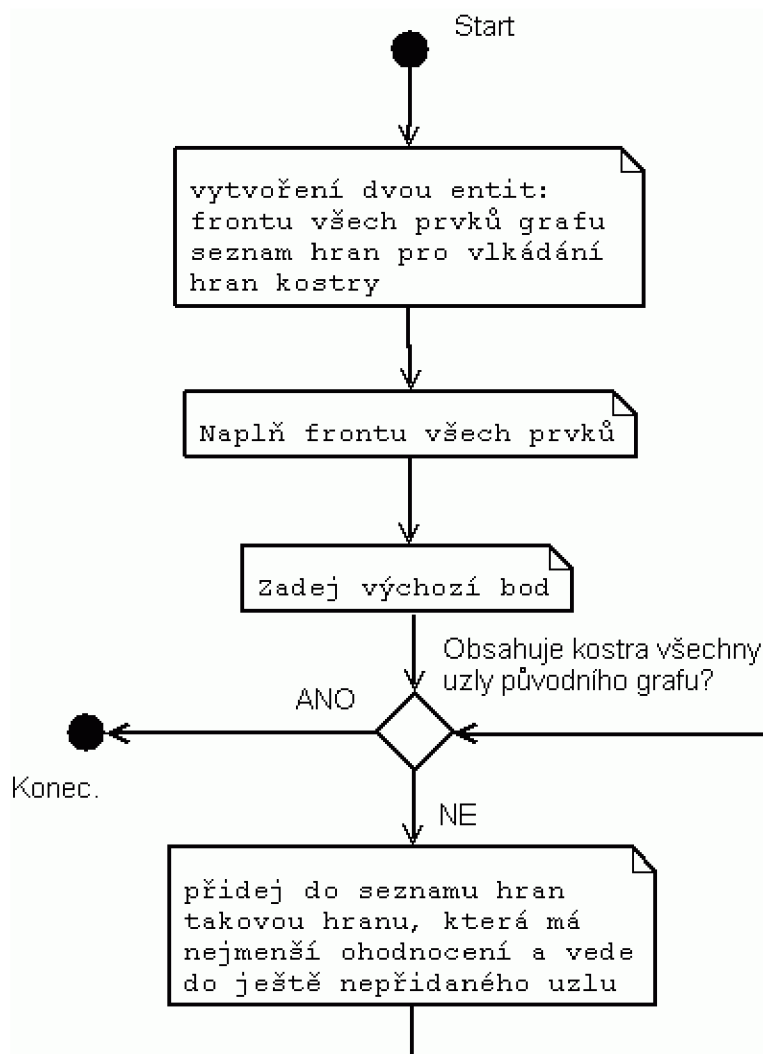 Start
vytvoření dvou entit:
frontu všech prvků grafu
seznam hran pro vlkádání
hran kostry
Naplň frontu všech prvků
Zadej výchozí bod
Obsahuje kostra všechny
uzly původního grafu?
ANO
Konec.
NE
přidej do seznamu hran
takovou hranu, která má
nejmenší ohodnocení a vede
do ještě nepřidaného uzlu